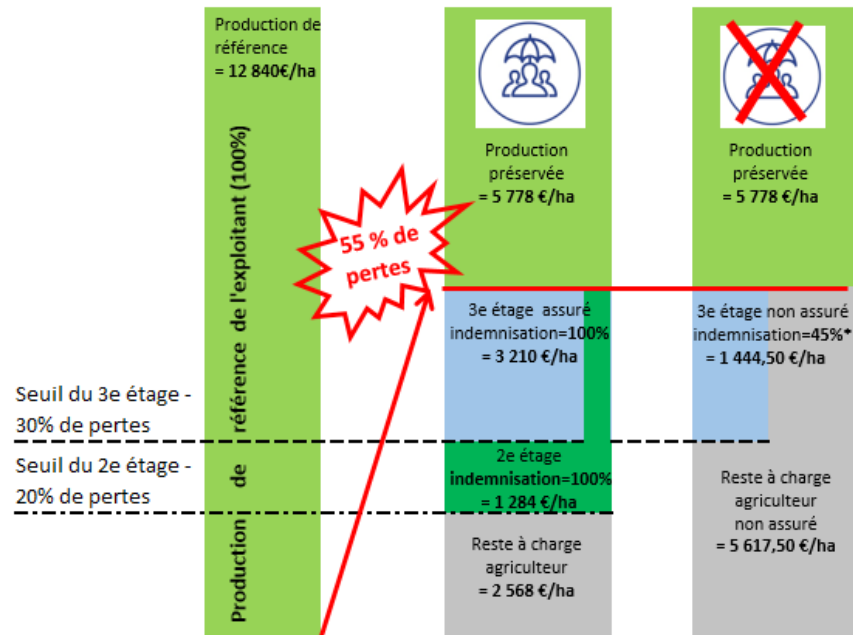 Production de
référence
= 12 840€/ha
Production de référence de l'exploitant (100%)
55 % de
pertes
Production
préservée
= 5 778 €/ha
Production
préservée
= 5 778 €/ha
3e étage assuré
indemnisation=100%
= 3 210 €/ha
3e étage non assuré
indemnisation=45%*
= 1 444,50 €/ha
Seuil du 3e étage -
30% de pertes
Seuil du 2e étage -
20% de pertes
2e étage
indemnisation=100%
= 1 284 €/ha
Reste à charge
agriculteur
= 2 568 €/ha
Reste à charge
agriculteur
non assuré
= 5 617,50 €/ha